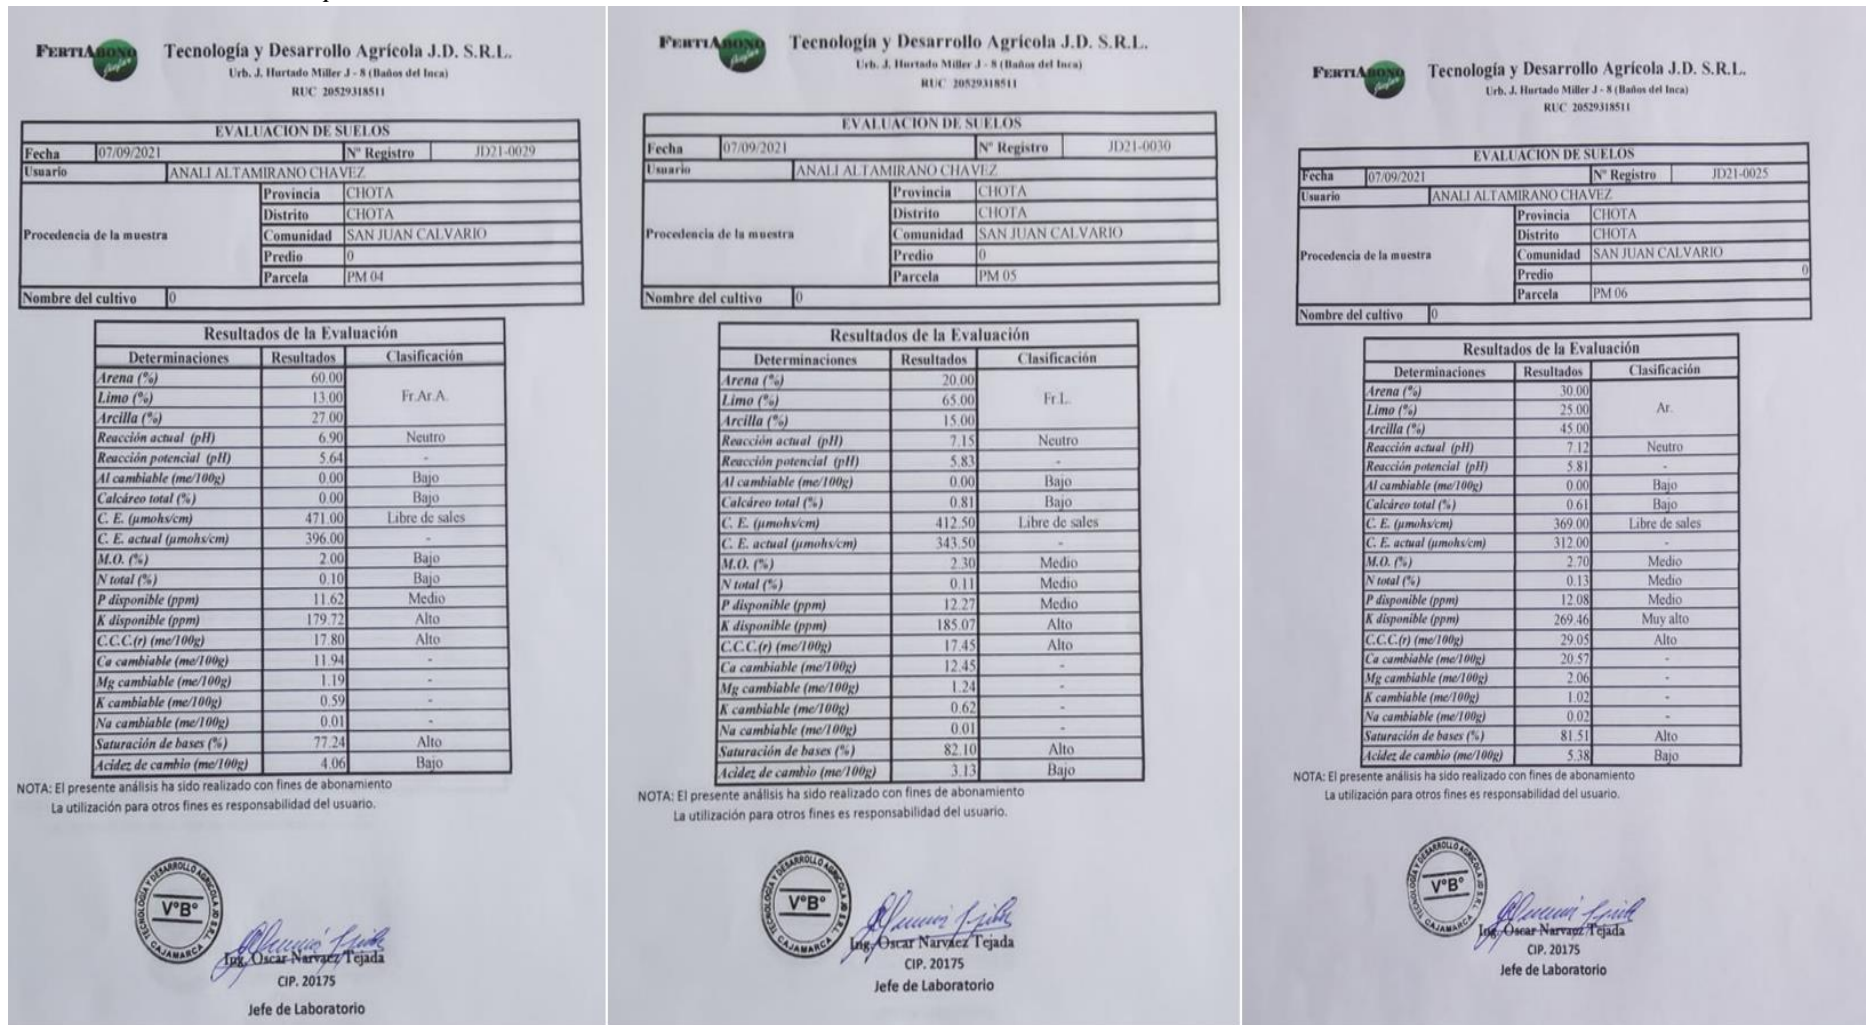 FERTIABONO
Tecnología y Desarrollo Agrícola J.D. S.R.L.
Urb. J. Hurtado Miller J - 8 (Baños del Inca)
RUC 20529318511
EVALUACION DE SUELOS
Fecha 07/09/2021 Nº Registro JD21-0029
Usuario ANALI ALTAMIRANO CHAVEZ
Procedencia de la muestra
Provincia CHOTA
Distrito CHOTA
Comunidad SAN JUAN CALVARIO
Predio 0
Parcela PM 04
Nombre del cultivo 0
Resultados de la Evaluación
Determinaciones Resultados Clasificación
Arena (%) 60.00
Limo (%) 13.00 Fr.Ar.A.
Arcilla (%) 27.00
Reacción actual (pH) 6.90 Neutro
Reacción potencial (pH) 5.64 -
Al cambiable (me/100g) 0.00 Bajo
Calcáreo total (%) 0.00 Bajo
C. E. (µmohs/cm) 471.00 Libre de sales
C. E. actual (µmohs/cm) 396.00 -
M.O. (%) 2.00 Bajo
N total (%) 0.10 Bajo
P disponible (ppm) 11.62 Medio
K disponible (ppm) 179.72 Alto
C.C.C.(r) (me/100g) 17.80 Alto
Ca cambiable (me/100g) 11.94 -
Mg cambiable (me/100g) 1.19 -
K cambiable (me/100g) 0.59 -
Na cambiable (me/100g) 0.01 -
Saturación de bases (%) 77.24 Alto
Acidez de cambio (me/100g) 4.06 Bajo
NOTA: El presente análisis ha sido realizado con fines de abonamiento
La utilización para otros fines es responsabilidad del usuario.
TECNOLOGÍA Y DESARROLLO AGRICOLA JD S.R.L.
V°B°
CAJAMARCA
Ing. Oscar Narvaez Tejada
CIP. 20175
Jefe de Laboratorio
FERTIABONO
Tecnología y Desarrollo Agrícola J.D. S.R.L.
Urb. J. Hurtado Miller J - 8 (Baños del Inca)
RUC 20529318511
EVALUACION DE SUELOS
Fecha 07/09/2021 Nº Registro JD21-0030
Usuario ANALI ALTAMIRANO CHAVEZ
Procedencia de la muestra
Provincia CHOTA
Distrito CHOTA
Comunidad SAN JUAN CALVARIO
Predio 0
Parcela PM 05
Nombre del cultivo 0
Resultados de la Evaluación
Determinaciones Resultados Clasificación
Arena (%) 20.00
Limo (%) 65.00 Fr.L.
Arcilla (%) 15.00
Reacción actual (pH) 7.15 Neutro
Reacción potencial (pH) 5.83 -
Al cambiable (me/100g) 0.00 Bajo
Calcáreo total (%) 0.81 Bajo
C. E. (µmohs/cm) 412.50 Libre de sales
C. E. actual (µmohs/cm) 343.50 -
M.O. (%) 2.30 Medio
N total (%) 0.11 Medio
P disponible (ppm) 12.27 Medio
K disponible (ppm) 185.07 Alto
C.C.C.(r) (me/100g) 17.45 Alto
Ca cambiable (me/100g) 12.45 -
Mg cambiable (me/100g) 1.24 -
K cambiable (me/100g) 0.62 -
Na cambiable (me/100g) 0.01 -
Saturación de bases (%) 82.10 Alto
Acidez de cambio (me/100g) 3.13 Bajo
NOTA: El presente análisis ha sido realizado con fines de abonamiento
La utilización para otros fines es responsabilidad del usuario.
TECNOLOGÍA Y DESARROLLO AGRICOLA JD S.R.L.
V°B°
CAJAMARCA
Ing. Oscar Narvaez Tejada
CIP. 20175
Jefe de Laboratorio
FERTIABONO
Tecnología y Desarrollo Agrícola J.D. S.R.L.
Urb. J. Hurtado Miller J - 8 (Baños del Inca)
RUC 20529318511
EVALUACION DE SUELOS
Fecha 07/09/2021 Nº Registro JD21-0025
Usuario ANALI ALTAMIRANO CHAVEZ
Procedencia de la muestra
Provincia CHOTA
Distrito CHOTA
Comunidad SAN JUAN CALVARIO
Predio 0
Parcela PM 06
Nombre del cultivo 0
Resultados de la Evaluación
Determinaciones Resultados Clasificación
Arena (%) 30.00
Limo (%) 25.00 Ar.
Arcilla (%) 45.00
Reacción actual (pH) 7.12 Neutro
Reacción potencial (pH) 5.81 -
Al cambiable (me/100g) 0.00 Bajo
Calcáreo total (%) 0.61 Bajo
C. E. (µmohs/cm) 369.00 Libre de sales
C. E. actual (µmohs/cm) 312.00 -
M.O. (%) 2.70 Medio
N total (%) 0.13 Medio
P disponible (ppm) 12.08 Medio
K disponible (ppm) 269.46 Muy alto
C.C.C.(r) (me/100g) 29.05 Alto
Ca cambiable (me/100g) 20.57 -
Mg cambiable (me/100g) 2.06 -
K cambiable (me/100g) 1.02 -
Na cambiable (me/100g) 0.02 -
Saturación de bases (%) 81.51 Alto
Acidez de cambio (me/100g) 5.38 Bajo
NOTA: El presente análisis ha sido realizado con fines de abonamiento
La utilización para otros fines es responsabilidad del usuario.
TECNOLOGÍA Y DESARROLLO AGRICOLA JD S.R.L.
V°B°
CAJAMARCA
Ing. Oscar Narvaez Tejada
CIP. 20175
Jefe de Laboratorio